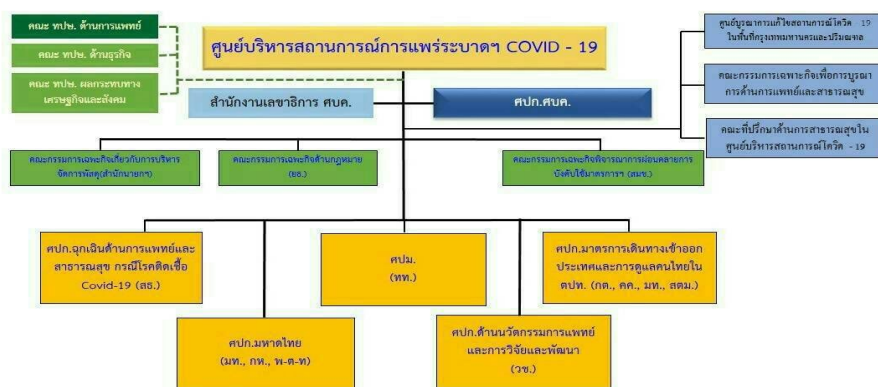 คณะ ทปษ. ด้านการแพทย์
คณะ ทปษ. ด้านธุรกิจ
คณะ ทปษ. ผลกระทบทาง
เศรษฐกิจและสังคม
ศูนย์บริหารสถานการณ์การแพร่ระบาดฯ COVID - 19
ศูนย์บูรณาการแก้ไขสถานการณ์โควิด - 19
ในพื้นที่กรุงเทพมหานครและปริมณฑล
คณะกรรมการเฉพาะกิจเพื่อการบูรณา
การด้านการแพทย์และสาธารณสุข
คณะที่ปรึกษาด้านการสาธารณสุขใน
ศูนย์บริหารสถานการณ์โควิด - 19
สำนักงานเลขาธิการ ศบค.
ศปก.ศบค.
คณะกรรมการเฉพาะกิจเกี่ยวกับการบริหาร
จัดการพัสดุ(สำนักนายกฯ)
คณะกรรมการเฉพาะกิจด้านกฎหมาย
(ยธ.)
คณะกรรมการเฉพาะกิจพิจารณาการผ่อนคลายการ
บังคับใช้มาตรการฯ (สมช.)
ศปก.ฉุกเฉินด้านการแพทย์และ
สาธารณสุข กรณีโรคติดเชื้อ
Covid-19 (สธ.)
ศปม.
(ทท.)
ศปก.มาตรการเดินทางเข้าออก
ประเทศและการดูแลคนไทยใน
ตปท. (กต., คค., มท., สตม.)
ศปก.มหาดไทย
(มท., กห., พ-ต-ท)
ศปก.ด้านนวัตกรรมการแพทย์
และการวิจัยและพัฒนา
(วช.)